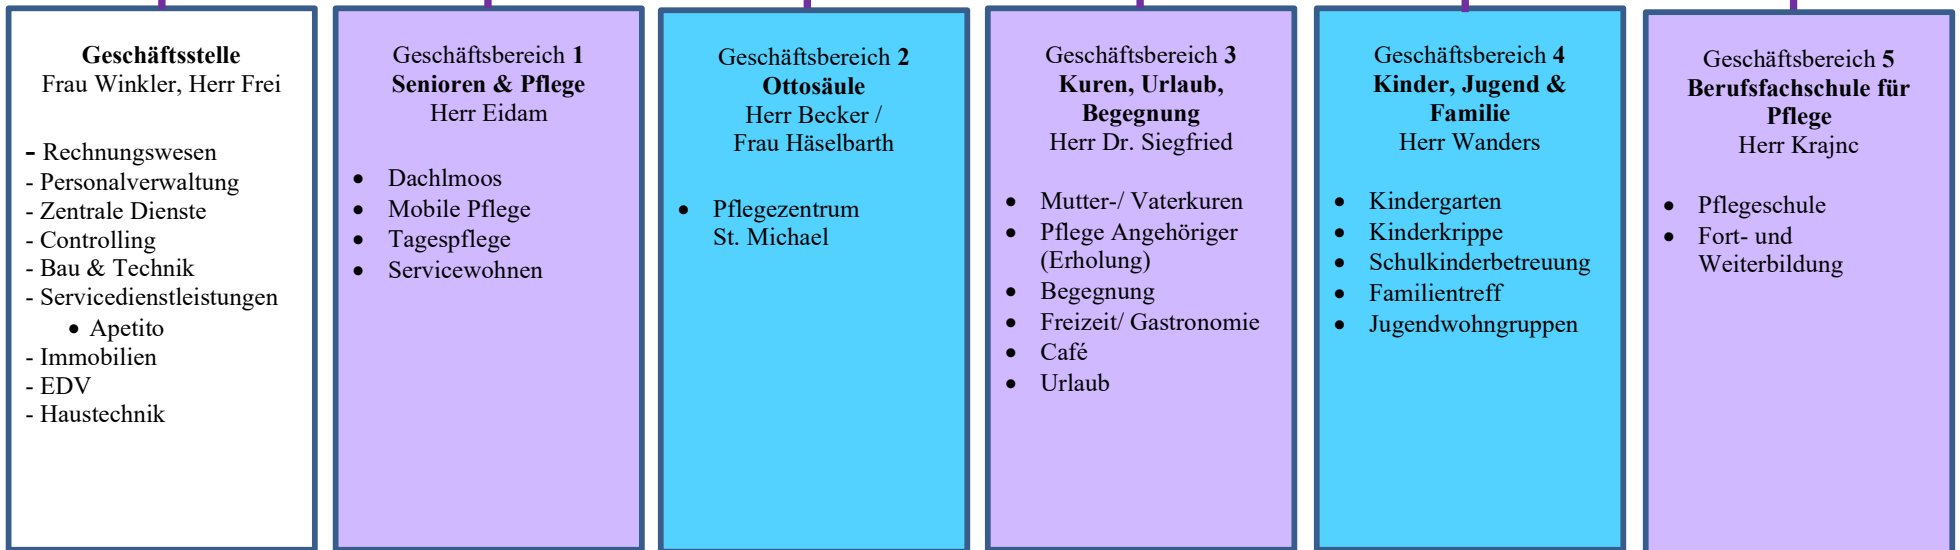 Geschäftsstelle
Frau Winkler, Herr Frei
- Rechnungswesen
- Personalverwaltung
- Zentrale Dienste
- Controlling
- Bau & Technik
- Servicedienstleistungen
• Apetito
- Immobilien
- EDV
- Haustechnik
Geschäftsbereich 1
Senioren & Pflege
Herr Eidam
• Dachlmoos
• Mobile Pflege
• Tagespflege
• Servicewohnen
Geschäftsbereich 2
Ottosäule
Herr Becker /
Frau Häselbarth
• Pflegezentrum
St. Michael
Geschäftsbereich 3
Kuren, Urlaub,
Begegnung
Herr Dr. Siegfried
• Mutter-/ Vaterkuren
• Pflege Angehöriger
(Erholung)
• Begegnung
• Freizeit/ Gastronomie
• Café
• Urlaub
Geschäftsbereich 4
Kinder, Jugend &
Familie
Herr Wanders
• Kindergarten
• Kinderkrippe
• Schulkinderbetreuung
• Familientreff
• Jugendwohngruppen
Geschäftsbereich 5
Berufsfachschule für
Pflege
Herr Krajnc
• Pflegeschule
• Fort- und
Weiterbildung